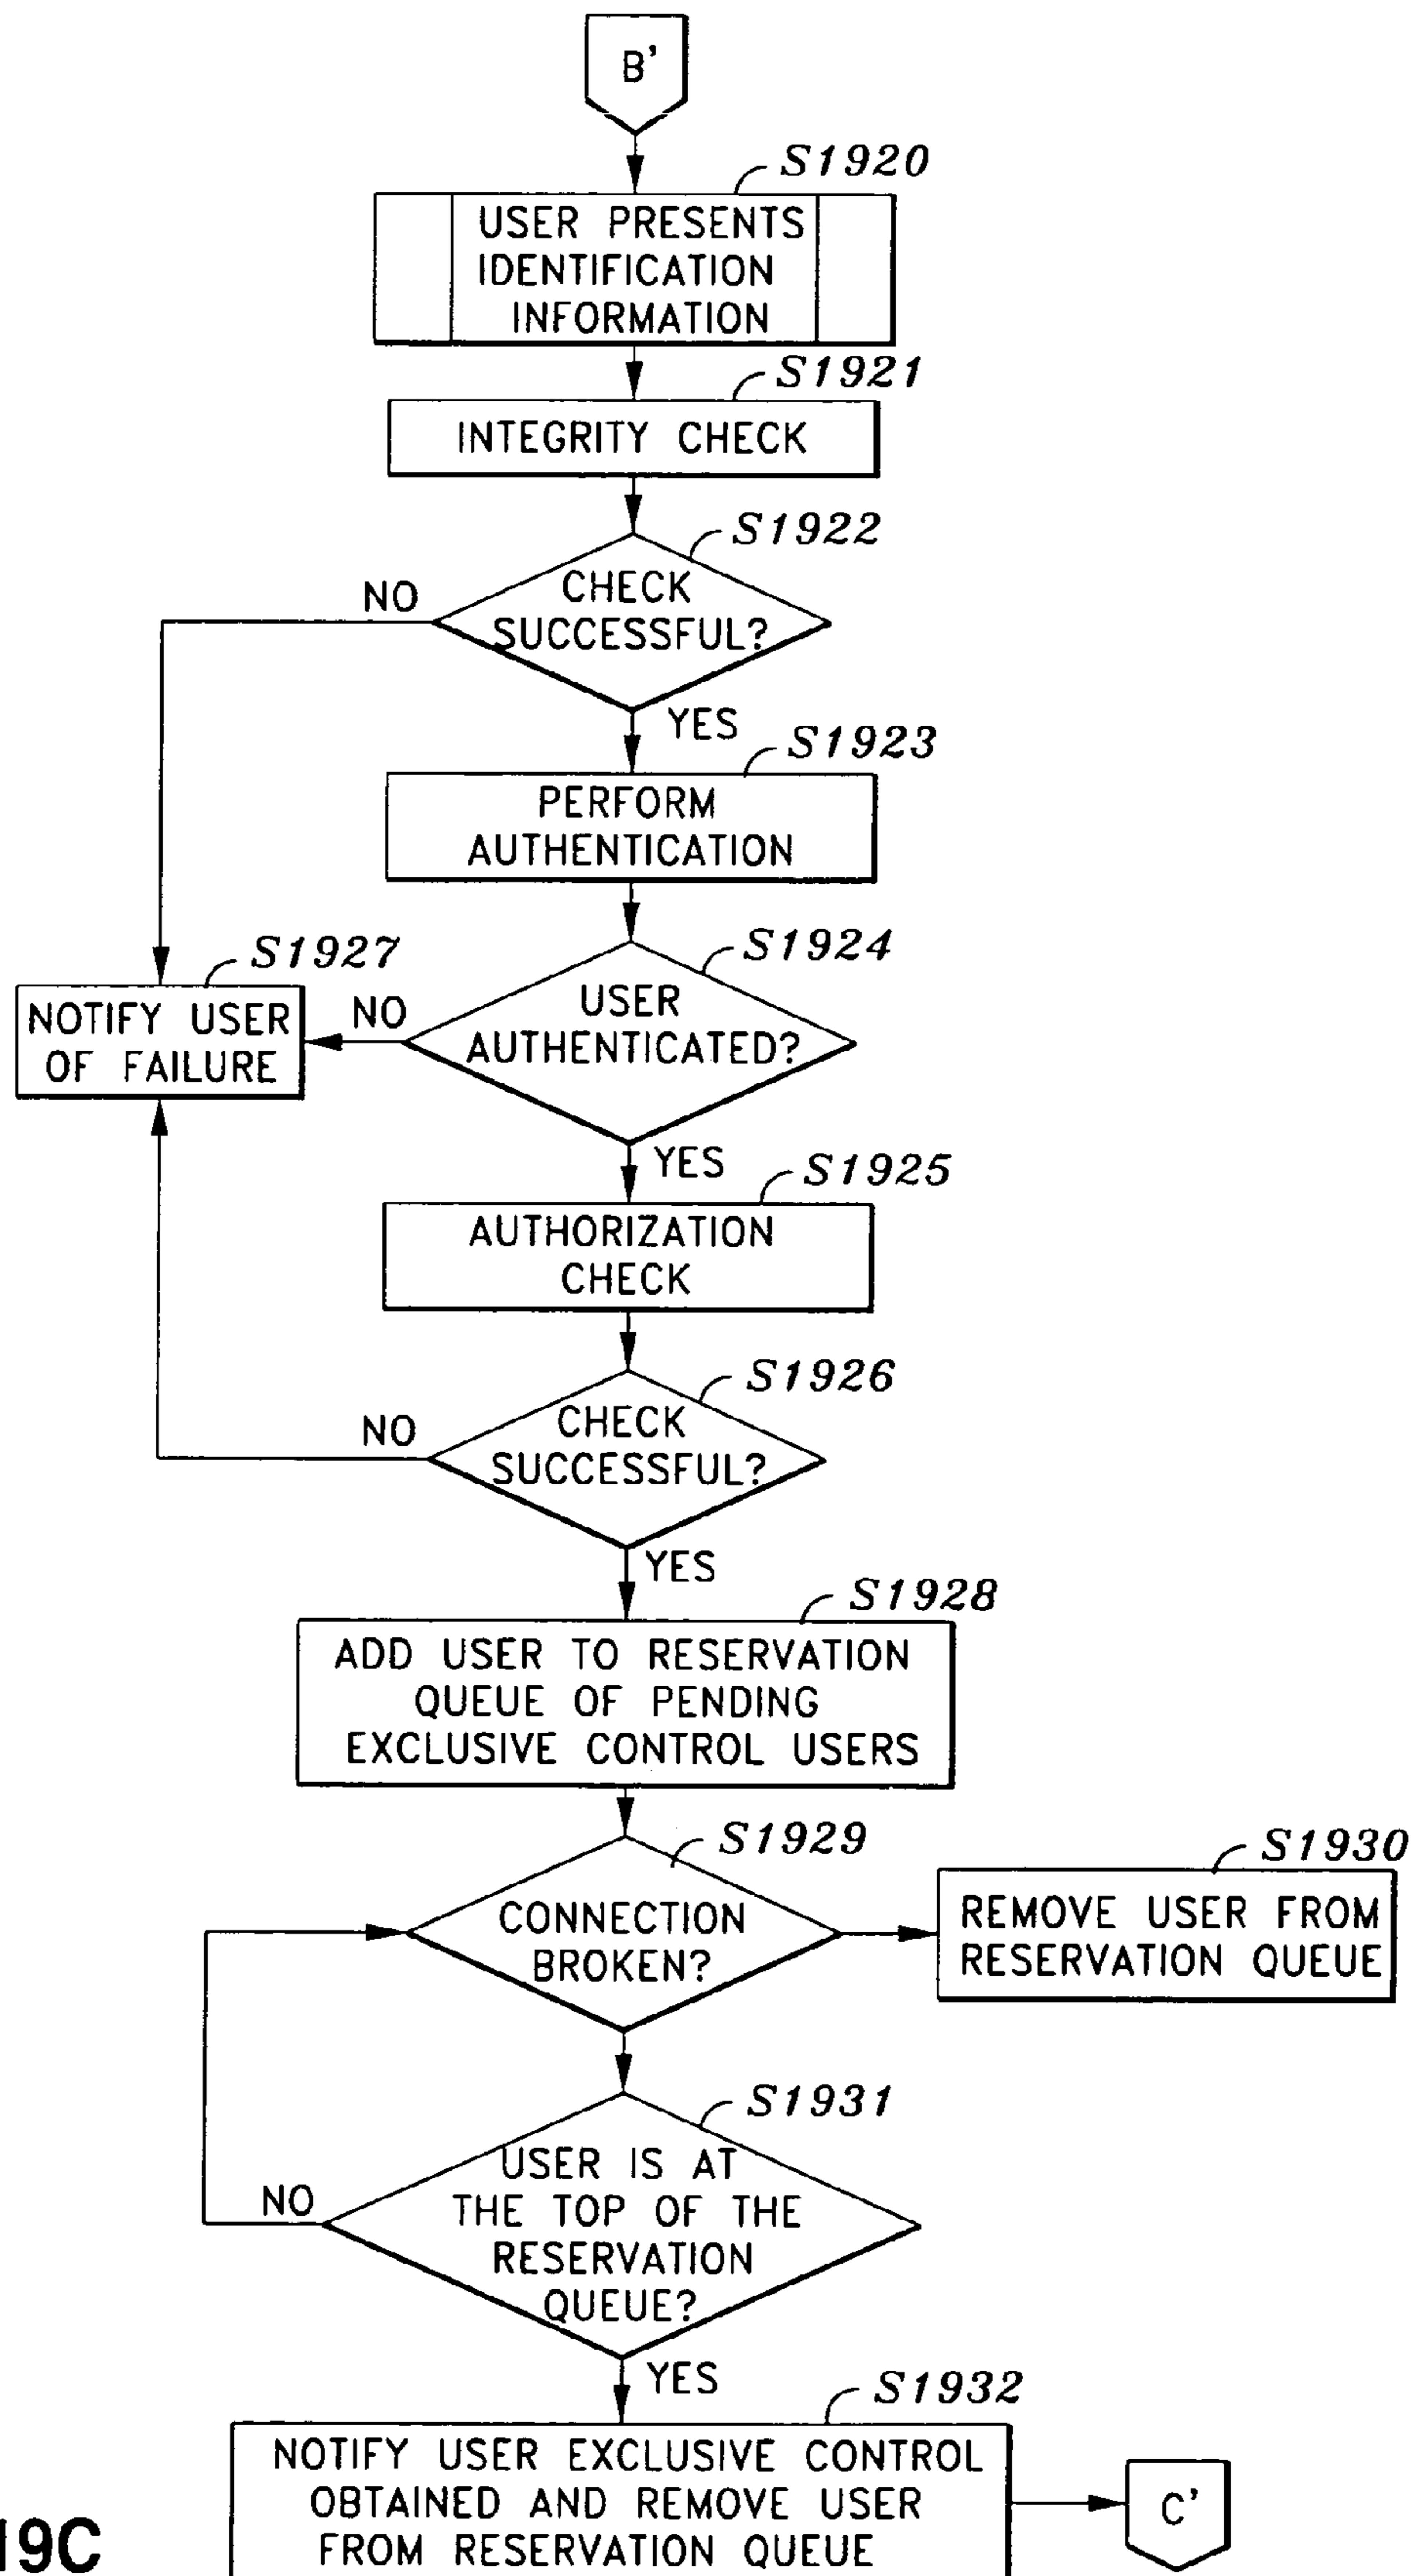 B'
S1920
USER PRESENTS
IDENTIFICATION
INFORMATION
S1921
INTEGRITY CHECK
S1922
CHECK
SUCCESSFUL?
NO
YES
S1923
PERFORM
AUTHENTICATION
S1924
USER
AUTHENTICATED?
NO
S1927
NOTIFY USER
OF FAILURE
YES
S1925
AUTHORIZATION
CHECK
S1926
CHECK
SUCCESSFUL?
NO
YES
S1928
ADD USER TO RESERVATION
QUEUE OF PENDING
EXCLUSIVE CONTROL USERS
S1929
CONNECTION
BROKEN?
S1930
REMOVE USER FROM
RESERVATION QUEUE
S1931
USER IS AT
THE TOP OF THE
RESERVATION
QUEUE?
NO
YES
S1932
NOTIFY USER EXCLUSIVE CONTROL
OBTAINED AND REMOVE USER
FROM RESERVATION QUEUE
C'
19C